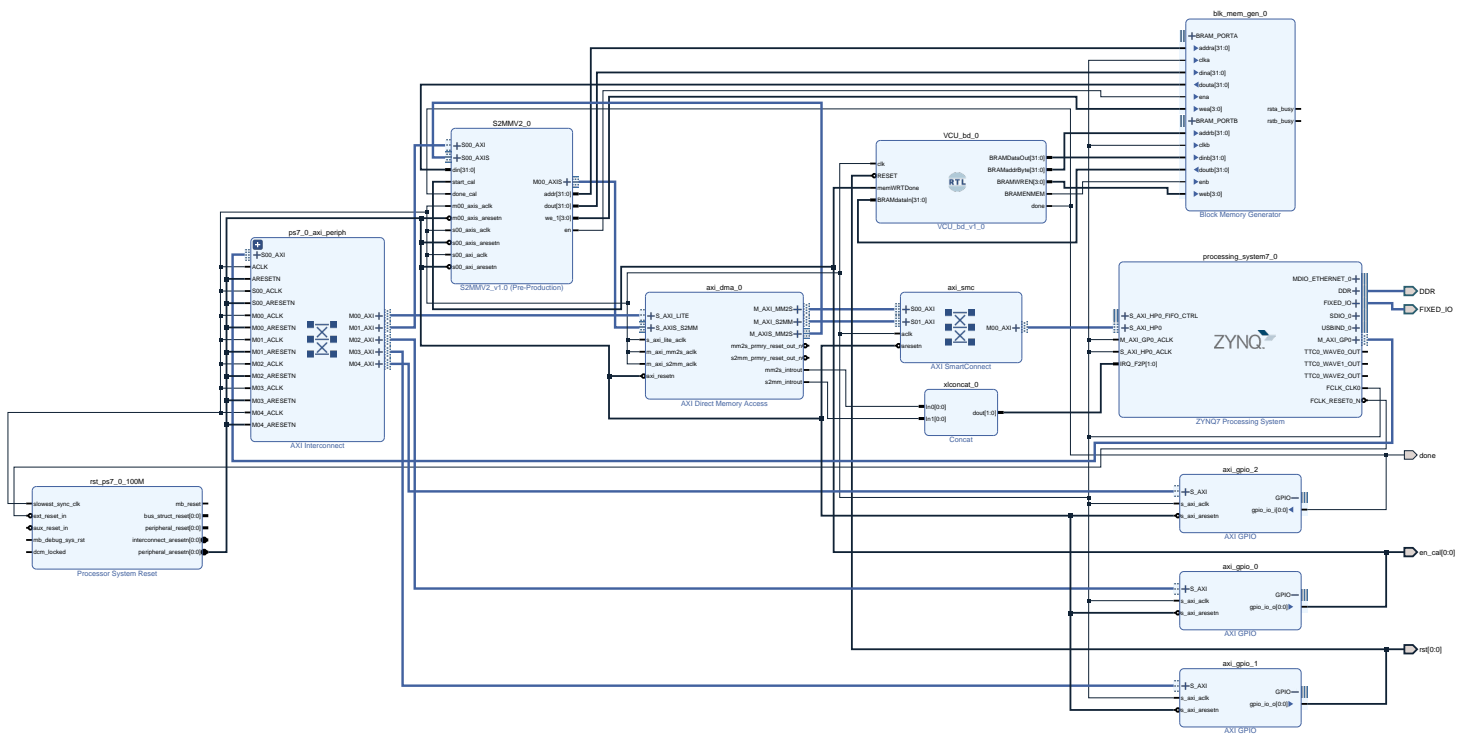 blk_mem_gen_0
BRAM_PORTA
addra[31:0]
clka
dina[31:0]
douta[31:0]
ena
wea[3:0]
BRAM_PORTB
addrb[31:0]
clkb
dinb[31:0]
doutb[31:0]
enb
web[3:0]
rsta_busy
rstb_busy
Block Memory Generator
S2MMV2_0
S00_AXI
S00_AXIS
din[31:0]
start_cal
done_cal
m00_axis_aclk
m00_axis_aresetn
s00_axis_aclk
s00_axis_aresetn
s00_axi_aclk
s00_axi_aresetn
M00_AXIS
addr[31:0]
dout[31:0]
we_1[3:0]
en
S2MMV2_v1.0 (Pre-Production)
VCU_bd_0
clk
RESET
memWRTDone
BRAMdataIn[31:0]
RTL
BRAMDataOut[31:0]
BRAMaddrByte[31:0]
BRAMWREN[3:0]
BRAMENMEM
done
VCU_bd_v1_0
ps7_0_axi_periph
S00_AXI
ACLK
ARESETN
S00_ACLK
S00_ARESETN
M00_ACLK
M00_ARESETN
M01_ACLK
M01_ARESETN
M02_ACLK
M02_ARESETN
M03_ACLK
M03_ARESETN
M04_ACLK
M04_ARESETN
M00_AXI
M01_AXI
M02_AXI
M03_AXI
M04_AXI
AXI Interconnect
axi_dma_0
S_AXI_LITE
S_AXIS_S2MM
s_axi_lite_aclk
m_axi_mm2s_aclk
m_axi_s2mm_aclk
axi_resetn
M_AXI_MM2S
M_AXI_S2MM
M_AXIS_MM2S
mm2s_prmry_reset_out_n
s2mm_prmry_reset_out_n
mm2s_introut
s2mm_introut
AXI Direct Memory Access
axi_smc
S00_AXI
S01_AXI
aclk
aresetn
M00_AXI
AXI SmartConnect
xlconcat_0
In0[0:0]
In1[0:0]
dout[1:0]
Concat
processing_system7_0
S_AXI_HP0_FIFO_CTRL
S_AXI_HP0
M_AXI_GP0_ACLK
S_AXI_HP0_ACLK
IRQ_F2P[1:0]
ZYNQ
MDIO_ETHERNET_0
DDR
FIXED_IO
SDIO_0
USBIND_0
M_AXI_GP0
TTC0_WAVE0_OUT
TTC0_WAVE1_OUT
TTC0_WAVE2_OUT
FCLK_CLK0
FCLK_RESET0_N
ZYNQ7 Processing System
DDR
FIXED_IO
rst_ps7_0_100M
slowest_sync_clk
ext_reset_in
aux_reset_in
mb_debug_sys_rst
dcm_locked
mb_reset
bus_struct_reset[0:0]
peripheral_reset[0:0]
interconnect_aresetn[0:0]
peripheral_aresetn[0:0]
Processor System Reset
done
axi_gpio_2
S_AXI
s_axi_aclk
s_axi_aresetn
GPIO
gpio_io_i[0:0]
AXI GPIO
en_cal[0:0]
axi_gpio_0
S_AXI
s_axi_aclk
s_axi_aresetn
GPIO
gpio_io_o[0:0]
AXI GPIO
rst[0:0]
axi_gpio_1
S_AXI
s_axi_aclk
s_axi_aresetn
GPIO
gpio_io_o[0:0]
AXI GPIO